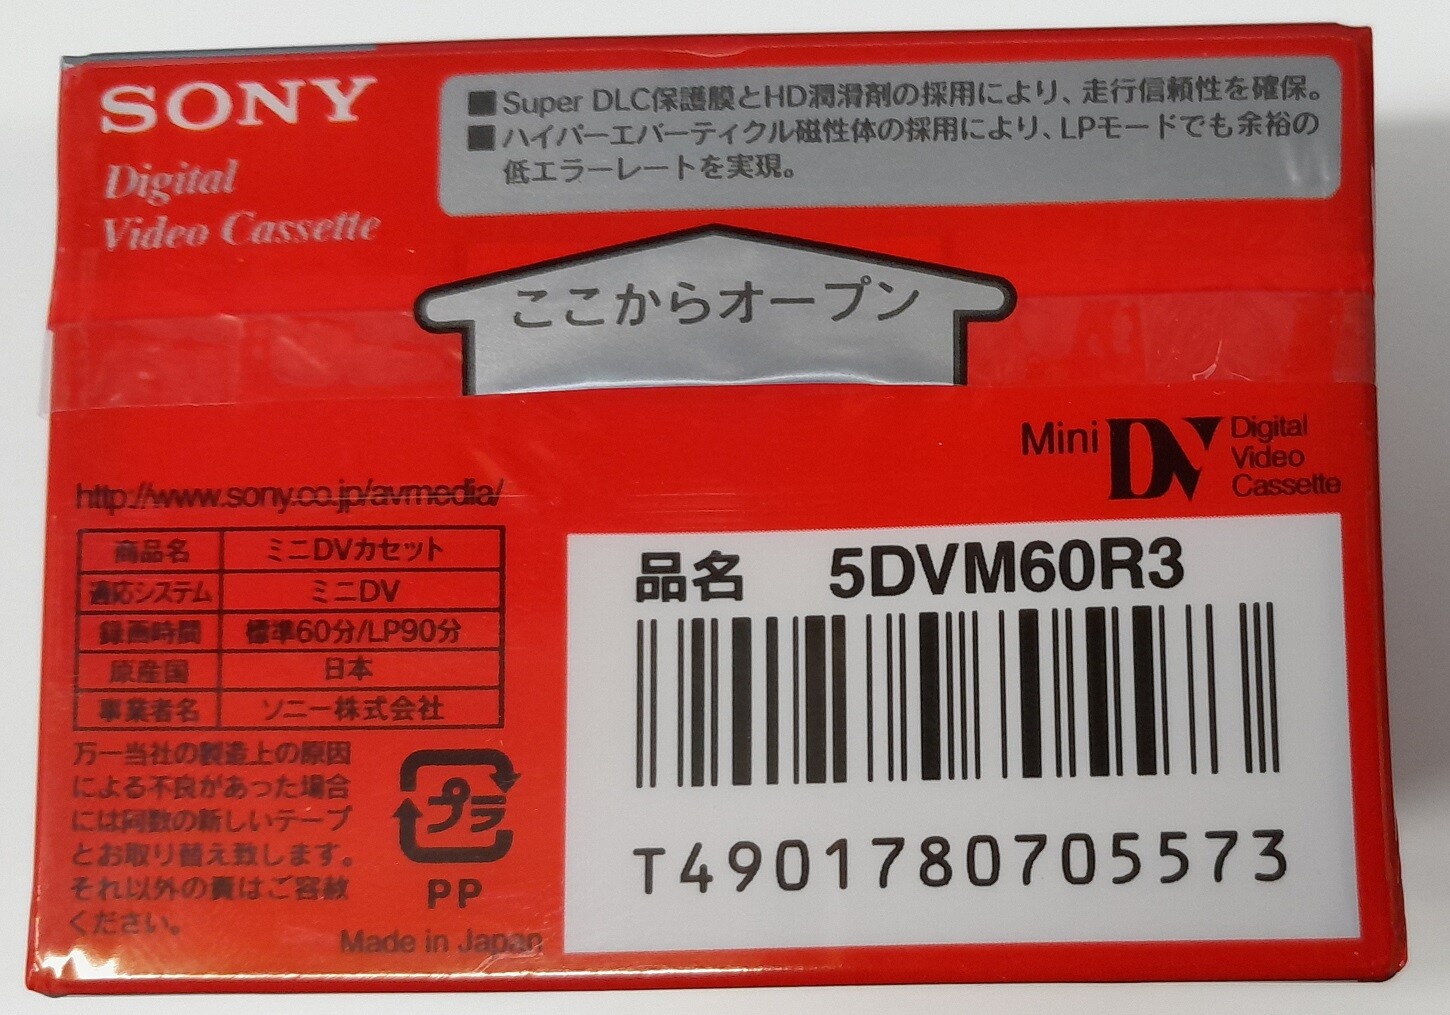 SONY
Digital
Video Cassette
■Super DLC保護膜とHD潤滑剤の採用により、走行信頼性を確保。
■ハイパーエバーティクル磁性体の採用により、LPモードでも余裕の
低エラーレートを実現。
ここからオープン
Mini DV Digital
Video
Cassette
http://www.sony.co.jp/avmedia/
商品名 ミニDVカセット
適応システム ミニDV
録画時間 標準60分/LP90分
原産国 日本
事業者名 ソニー株式会社
万一当社の製造上の原因
による不良があった場合
には同数の新しいテープ
とお取り替え致します。
それ以外の責はご容赦
ください。
プラ
PP
Made in Japan
品名 5DVM60R3
T4901780705573